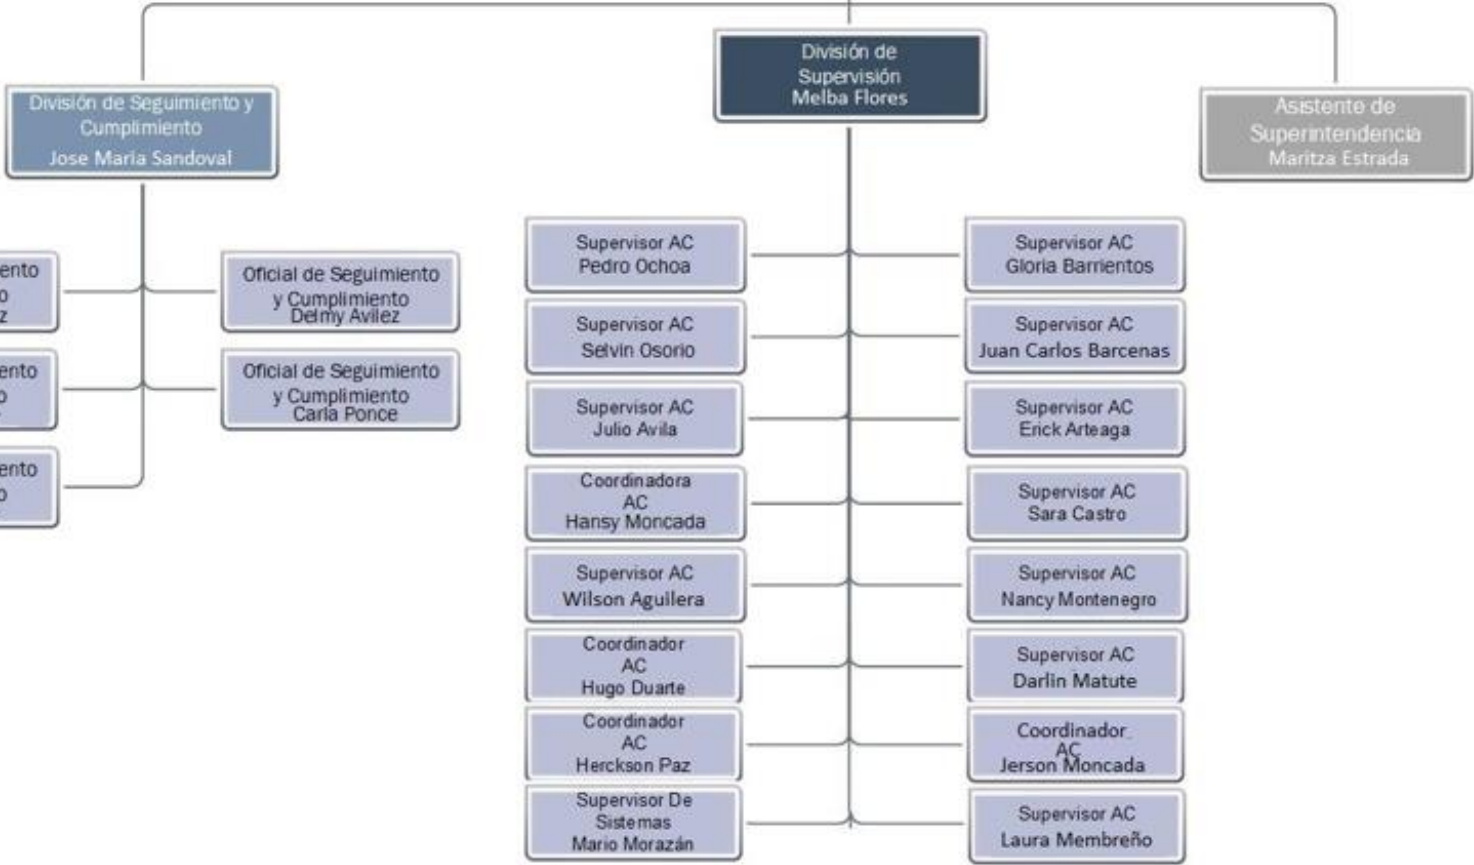 División de
Supervisión
Melba Flores
División de Seguimiento y
Cumplimiento
Jose Maria Sandoval
Asistente de
Superintendencia
Maritza Estrada
Oficial de Seguimiento
y Cumplimiento
Delmy Avilez
Oficial de Seguimiento
y Cumplimiento
Carla Ponce
Supervisor AC
Pedro Ochoa
Supervisor AC
Gloria Barrientos
Supervisor AC
Selvin Osorio
Supervisor AC
Juan Carlos Barcenas
Supervisor AC
Julio Avila
Supervisor AC
Erick Arteaga
Coordinadora
AC
Hansy Moncada
Supervisor AC
Sara Castro
Supervisor AC
Wilson Aguilera
Supervisor AC
Nancy Montenegro
Coordinador
AC
Hugo Duarte
Supervisor AC
Darlin Matute
Coordinador
AC
Herckson Paz
Coordinador
AC
Jerson Moncada
Supervisor De
Sistemas
Mario Morazán
Supervisor AC
Laura Membreño